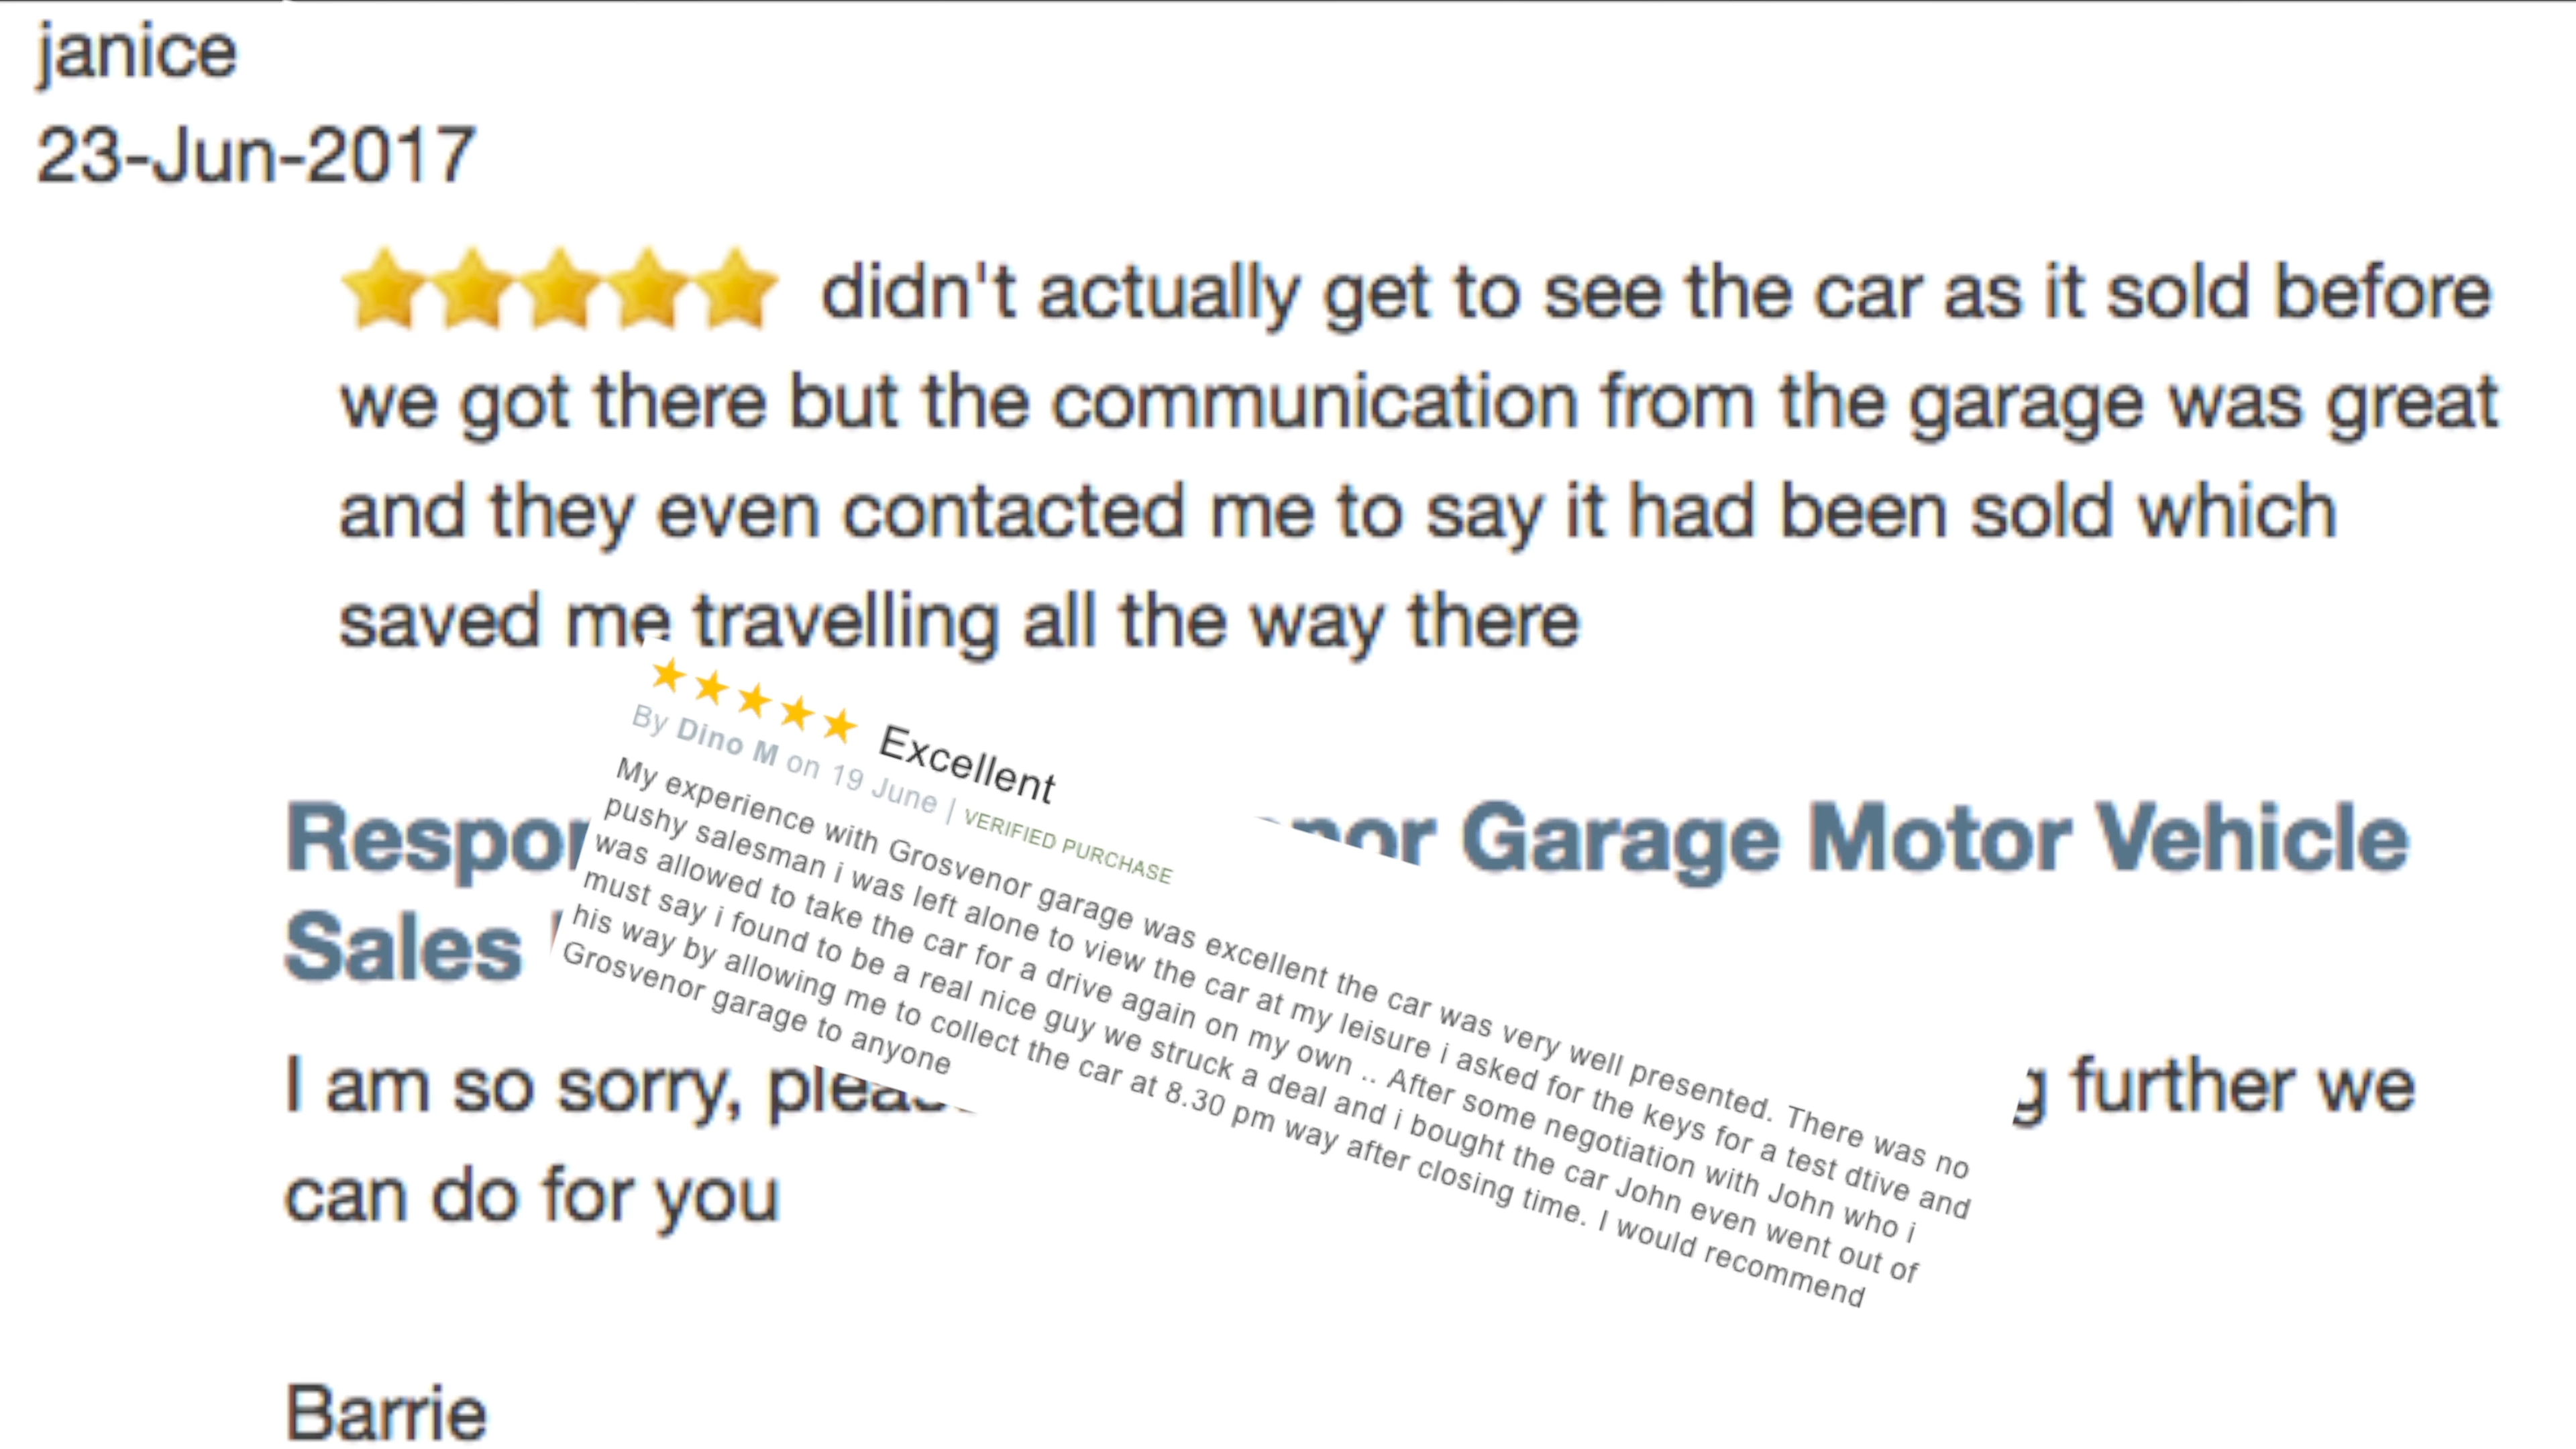 janice
23-Jun-2017
didn't actually get to see the car as it sold before
we got there but the communication from the garage was great
and they even contacted me to say it had been sold which
saved me travelling all the way there
Excellent
By Dino M on 19 June | VERIFIED PURCHASE
My experience with Grosvenor garage was excellent the car was very well presented. There was no
pushy salesman i was left alone to view the car at my leisure i asked for the keys for a test dtive and
was allowed to take the car for a drive again on my own .. After some negotiation with John who i
must say i found to be a real nice guy we struck a deal and i bought the car John even went out of
his way by allowing me to collect the car at 8.30 pm way after closing time. I would recommend
Grosvenor garage to anyone
Garage Motor Vehicle
Sales
I am so sorry, further we
can do for you
Barrie